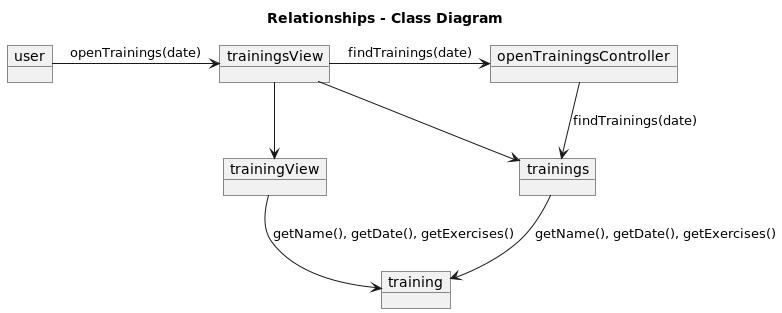 Relationships - Class Diagram
user
openTrainings(date)
trainingsView
findTrainings(date)
openTrainingsController
findTrainings(date)
trainingView
trainings
getName(), getDate(), getExercises()
getName(), getDate(), getExercises()
training